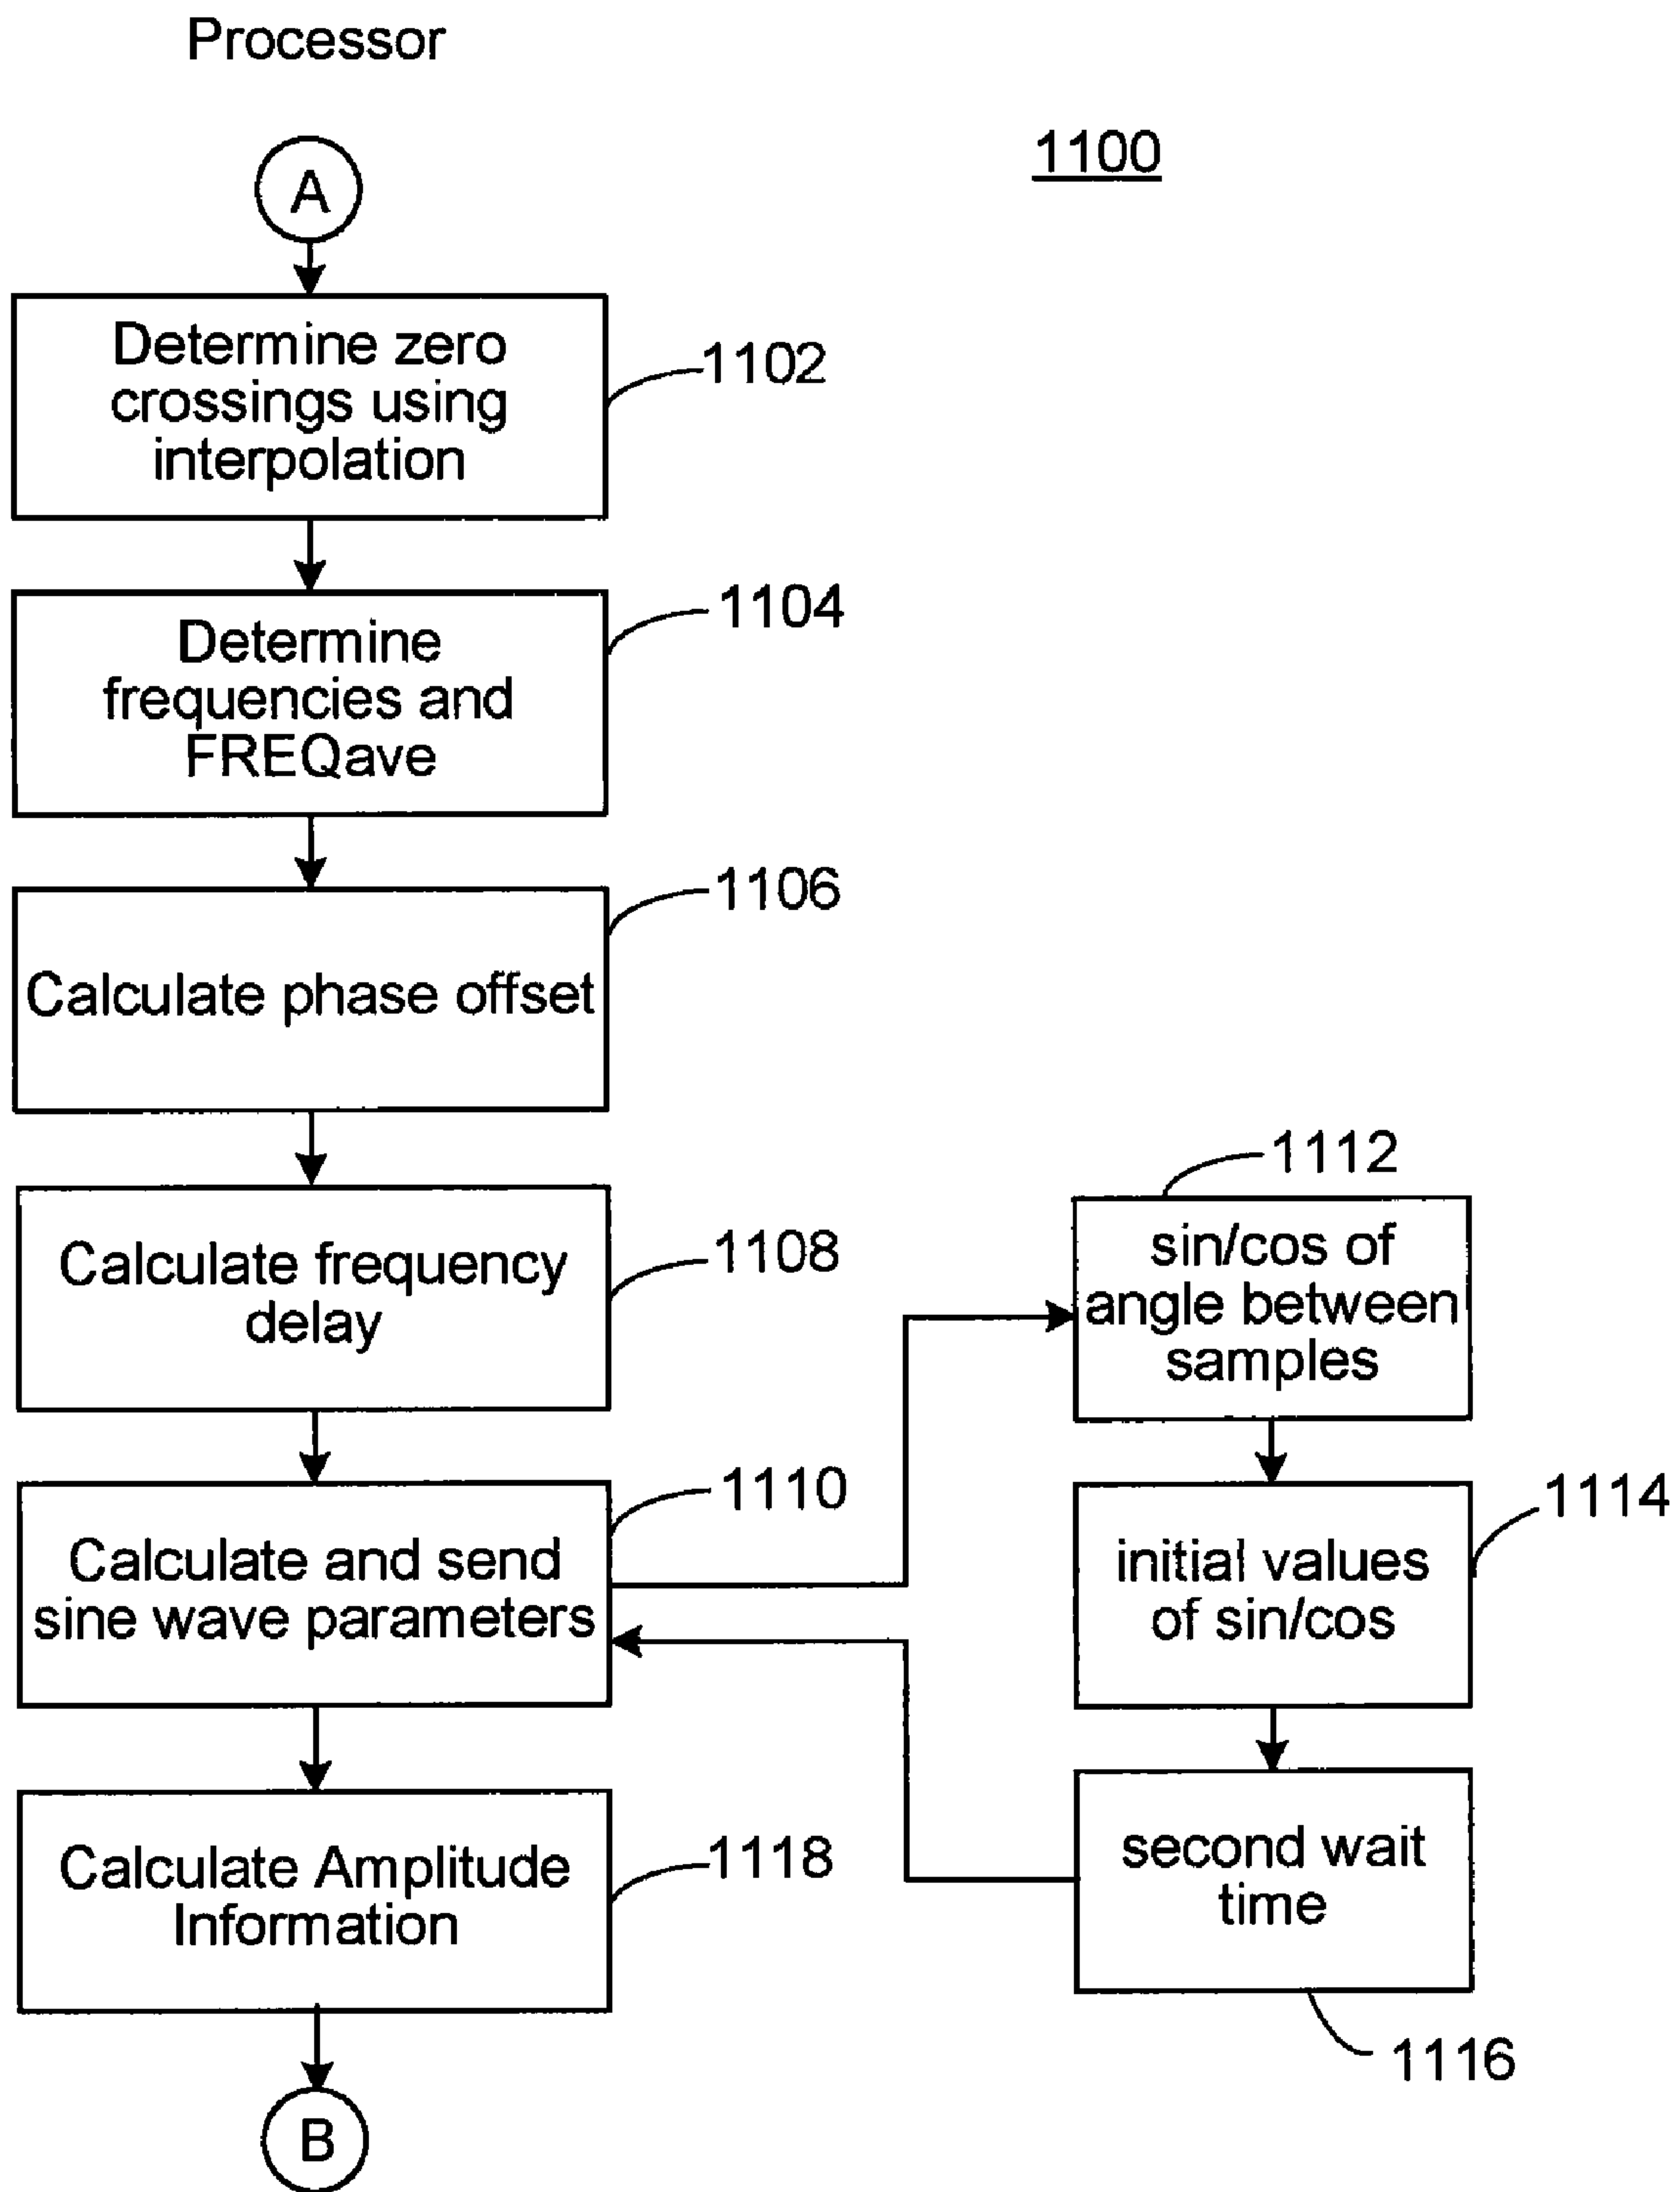 Processor
1100
A
Determine zero
crossings using
interpolation
1102
Determine
frequencies and
FREQave
1104
Calculate phase offset
1106
Calculate frequency
delay
1108
Calculate and send
sine wave parameters
1110
sin/cos of
angle between
samples
1112
initial values
of sin/cos
1114
second wait
time
1116
Calculate Amplitude
Information
1118
B